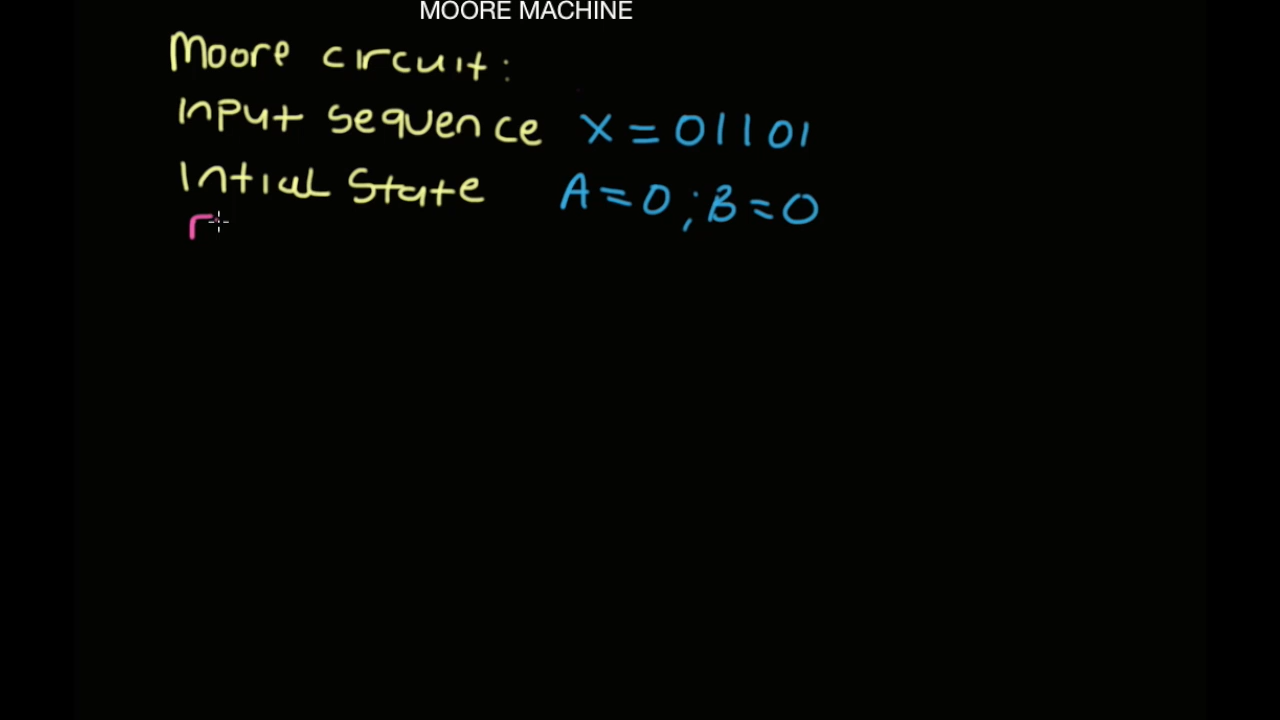 MOORE MACHINE
Moore circuit:
Input sequence X = 01101
Intial State A = 0 ; B = 0